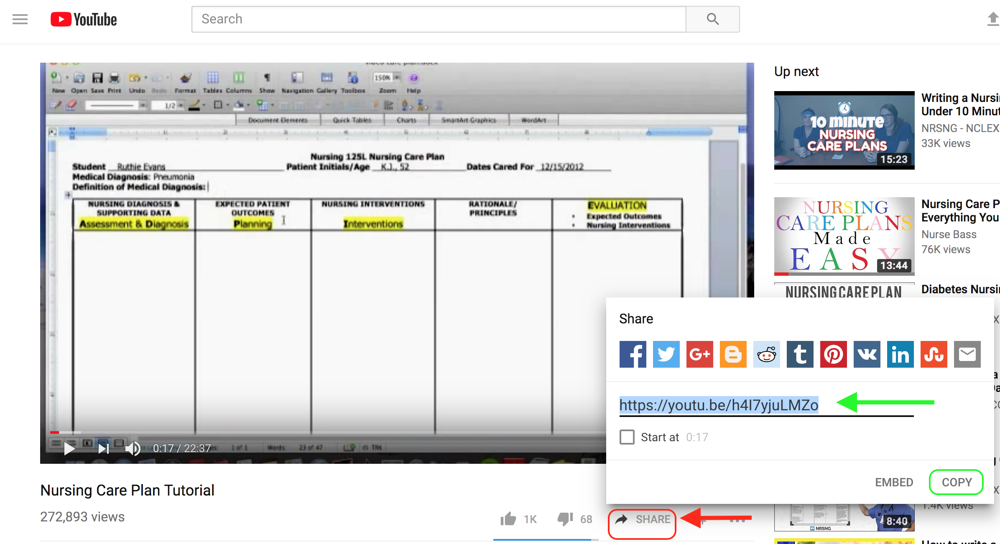 YouTube
Search
New Open Save Print Undo Redo Format Tables Columns Show Navigation Gallery Toolbox Zoom Help
150%
1/2
Document Elements Quick Tables Charts SmartArt Graphics WordArt
Nursing 125L Nursing Care Plan
Student Ruthie Evans Patient Initials/Age K.J., 52 Dates Cared For 12/15/2012
Medical Diagnosis: Pneumonia
Definition of Medical Diagnosis:
NURSING DIAGNOSIS &
SUPPORTING DATA
Assessment & Diagnosis
EXPECTED PATIENT
OUTCOMES
Planning
NURSING INTERVENTIONS
Interventions
RATIONALE/
PRINCIPLES
EVALUATION
• Expected Outcomes
• Nursing Interventions
1 of 1 Words: 23 of 47 TRK
0:17 / 22:37
Nursing Care Plan Tutorial
272,893 views
1K 68 SHARE
Up next
10 MINUTE
NURSING
CARE PLANS
15:23
Writing a Nursi
Under 10 Minut
NRSNG - NCLEX
33K views
NURSING
CARE PLANS
Made
EASY
13:44
Nursing Care P
Everything You
Nurse Bass
76K views
NURSING CARE PLAN
Diabetes Nursi
Share
f G+ t in
https://youtu.be/h4I7yjuLMZo
Start at 0:17
EMBED COPY
1.4K views
8:40
NRSNG
How to write a